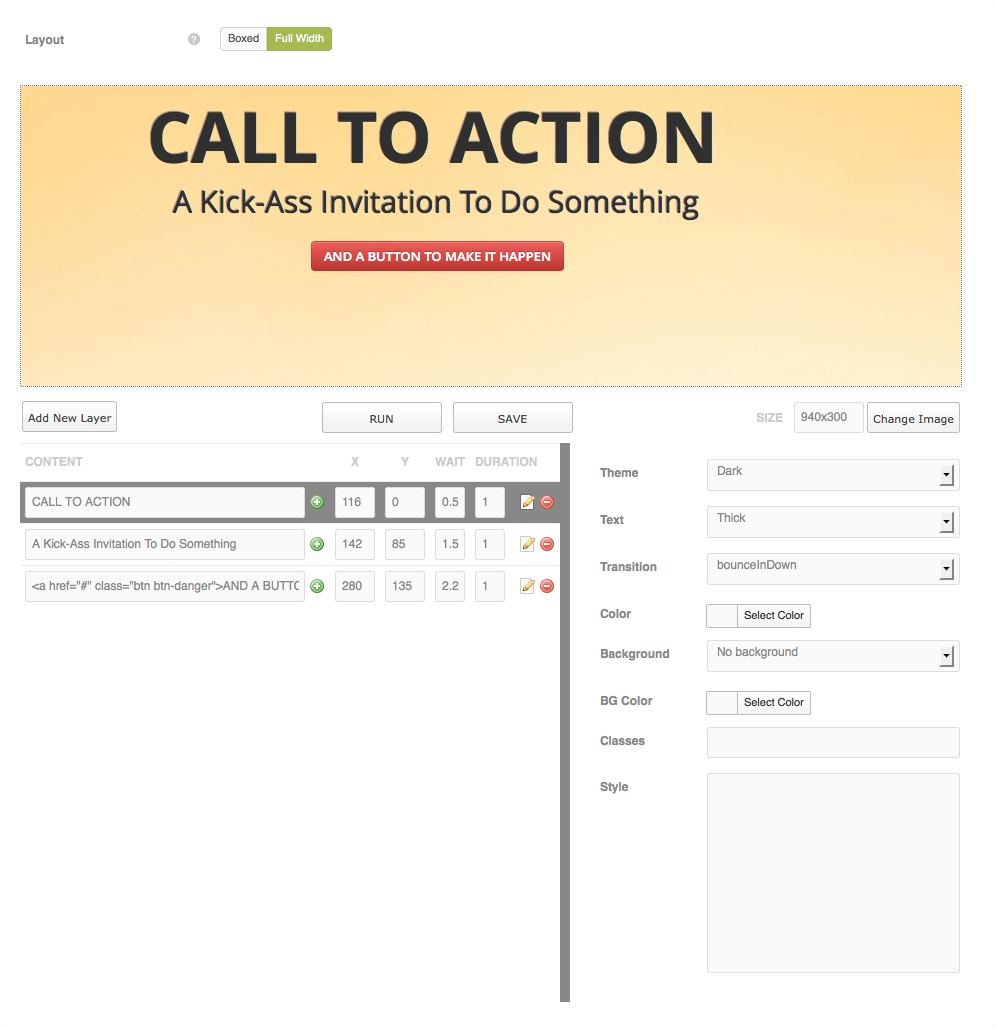 Layout ? Boxed Full Width
CALL TO ACTION
A Kick-Ass Invitation To Do Something
AND A BUTTON TO MAKE IT HAPPEN
Add New Layer RUN SAVE SIZE 940x300 Change Image
CONTENT X Y WAIT DURATION
CALL TO ACTION 116 0 0.5 1
A Kick-Ass Invitation To Do Something 142 85 1.5 1
<a href="#" class="btn btn-danger">AND A BUTTO 280 135 2.2 1
Theme Dark
Text Thick
Transition bounceInDown
Color Select Color
Background No background
BG Color Select Color
Classes
Style